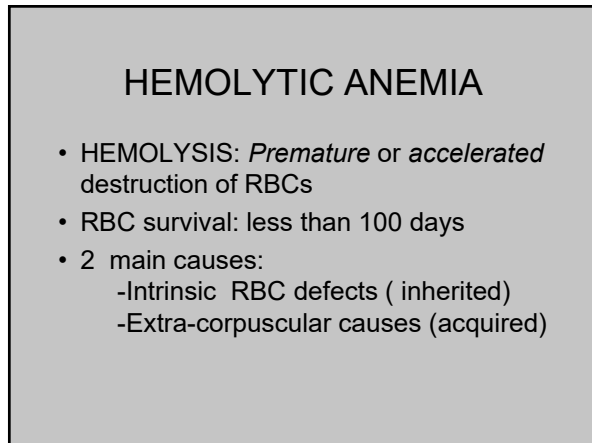 HEMOLYTIC ANEMIA
• HEMOLYSIS: Premature or accelerated
destruction of RBCs
• RBC survival: less than 100 days
• 2 main causes:
-Intrinsic RBC defects ( inherited)
-Extra-corpuscular causes (acquired)